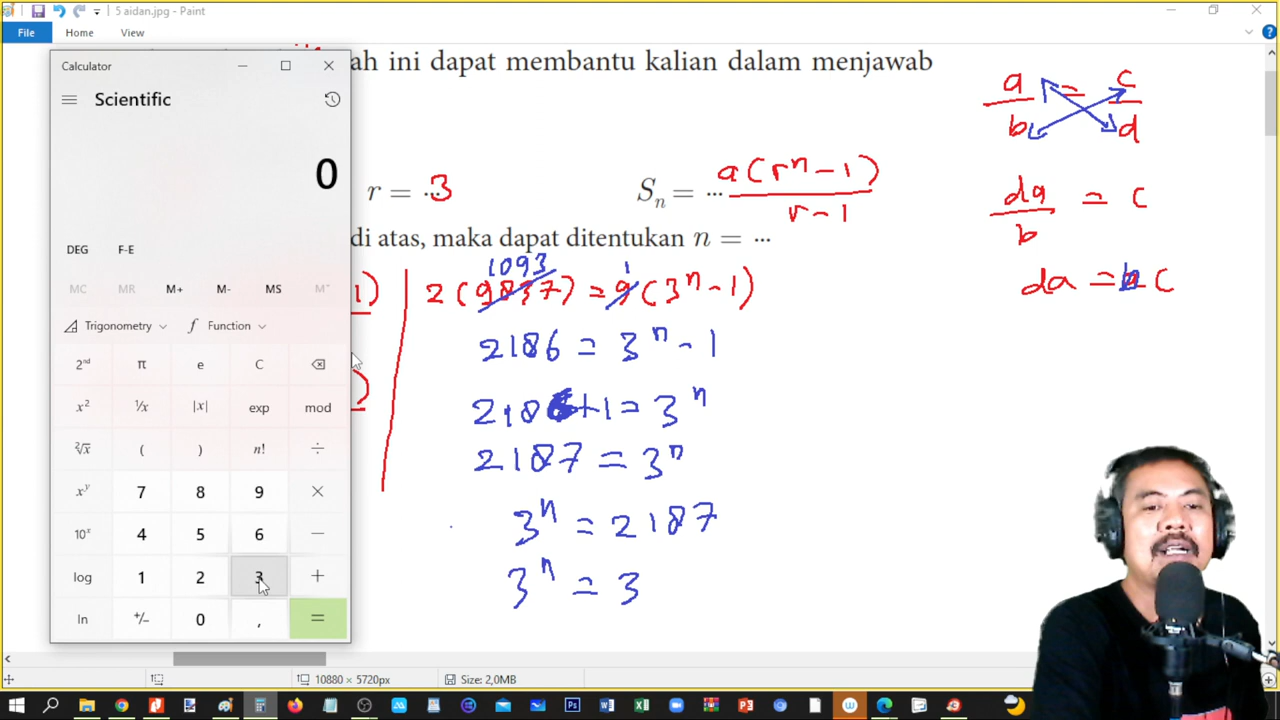 5 aidan.jpg - Paint
File Home View
Calculator
Scientific
0
DEG F-E
MC MR M+ M- MS M˅
Trigonometry Function
2ⁿᵈ π e C
x² ¹/x |x| exp mod
²√x ( ) n! ÷
xʸ 7 8 9 ×
10ˣ 4 5 6 −
log 1 2 3 +
ln +/− 0 , =
ah ini dapat membantu kalian dalam menjawab
r = ... 3
Sₙ = ... a(rⁿ-1) / r-1
di atas, maka dapat ditentukan n = ...
1093 1
2(9837) = 9(3ⁿ-1)
2186 = 3ⁿ-1
2186+1 = 3ⁿ
2187 = 3ⁿ
3ⁿ = 2187
3ⁿ = 3
1)
)
a/b = c/d
da/b = c
da = b c
10880 × 5720px
Size: 2,0MB